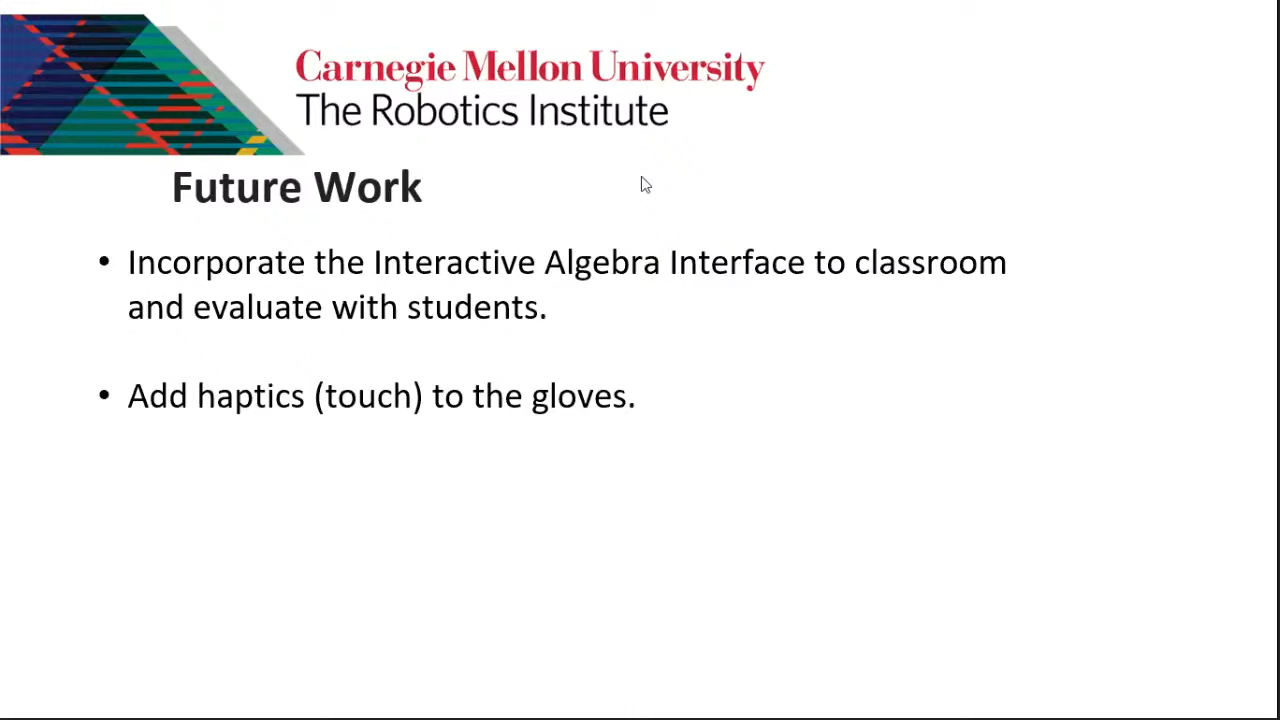 Carnegie Mellon University
The Robotics Institute
Future Work
• Incorporate the Interactive Algebra Interface to classroom
and evaluate with students.
• Add haptics (touch) to the gloves.